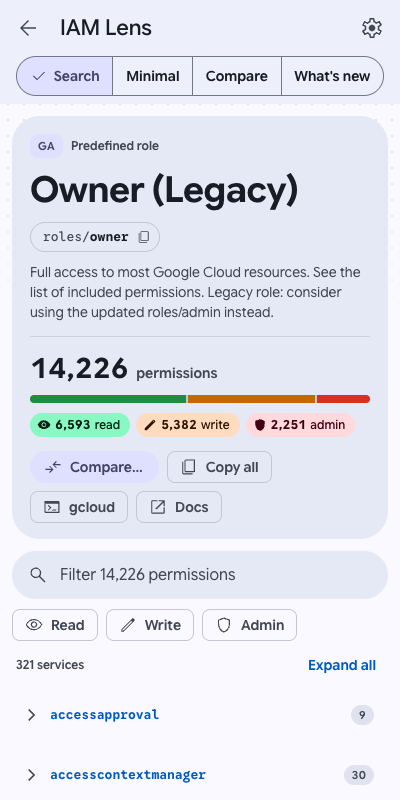 IAM Lens
Search
Minimal
Compare
What's new
GA
Predefined role
Owner (Legacy)
roles/owner
Full access to most Google Cloud resources. See the
list of included permissions. Legacy role: consider
using the updated roles/admin instead.
14,226 permissions
6,593 read
5,382 write
2,251 admin
Compare...
Copy all
gcloud
Docs
Filter 14,226 permissions
Read
Write
Admin
321 services
Expand all
accessapproval
9
accesscontextmanager
30